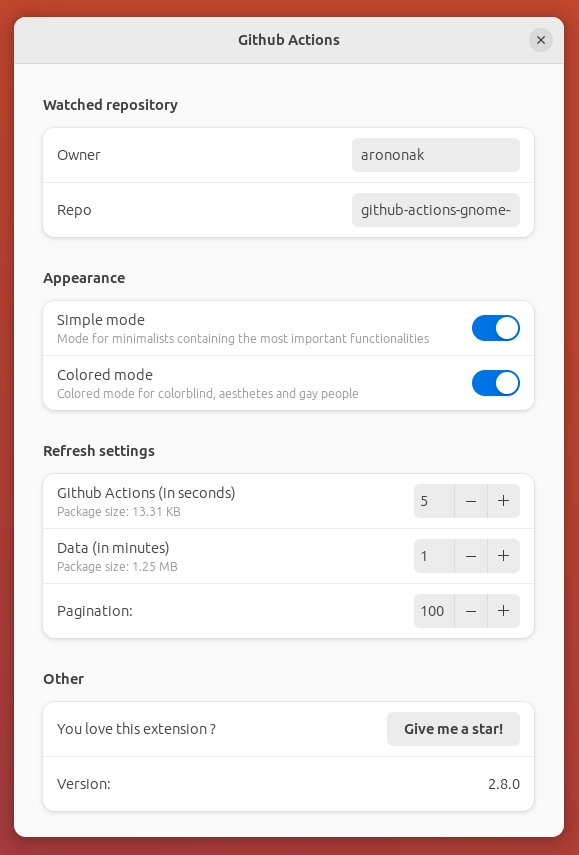 Github Actions
Watched repository
Owner
arononak
Repo
github-actions-gnome-
Appearance
Simple mode
Mode for minimalists containing the most important functionalities
Colored mode
Colored mode for colorblind, aesthetes and gay people
Refresh settings
Github Actions (in seconds)
Package size: 13.31 KB
5
Data (in minutes)
Package size: 1.25 MB
1
Pagination:
100
Other
You love this extension ?
Give me a star!
Version:
2.8.0